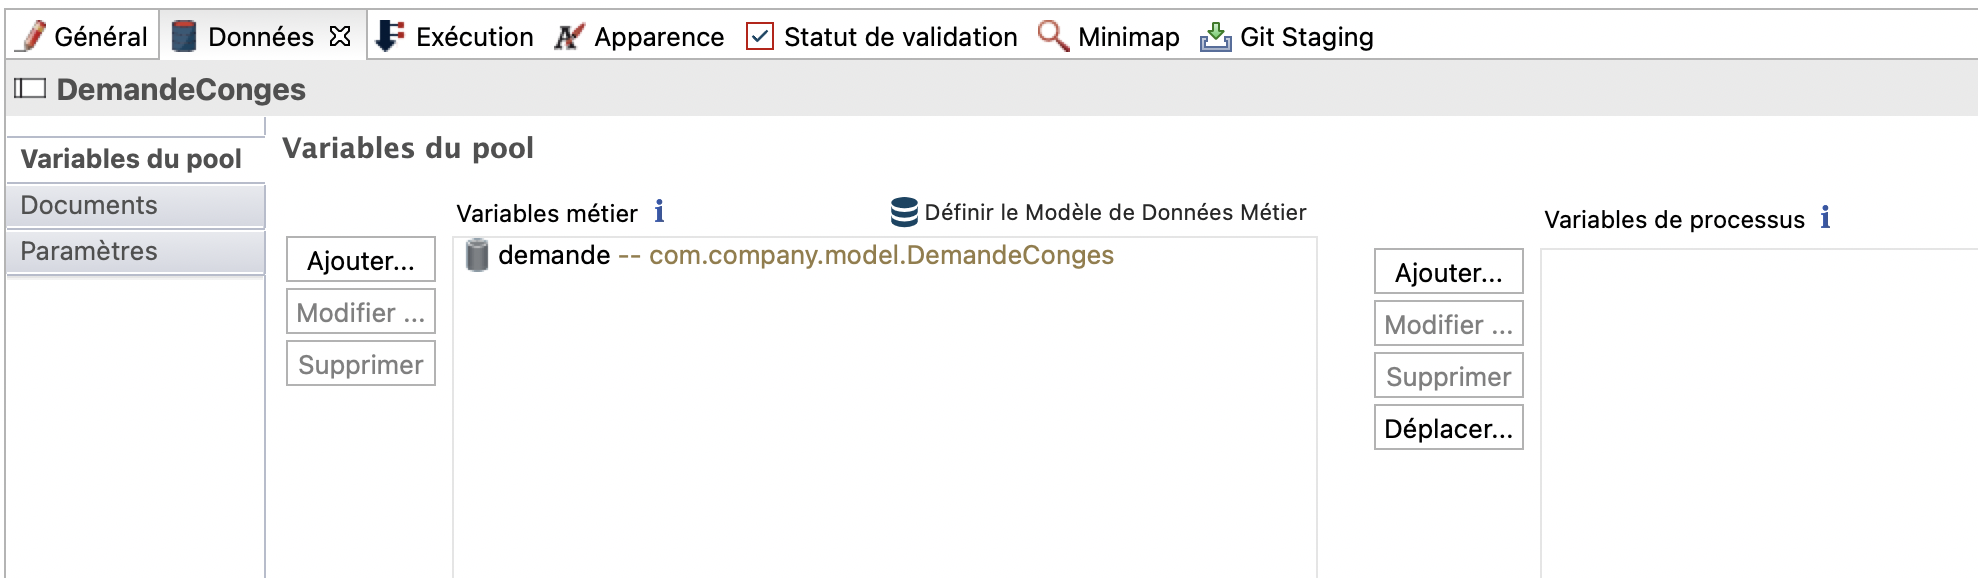 Général Données Exécution Apparence Statut de validation Minimap Git Staging
DemandeConges
Variables du pool
Documents
Paramètres
Variables du pool
Variables métier Définir le Modèle de Données Métier
Ajouter...
Modifier ...
Supprimer
demande -- com.company.model.DemandeConges
Variables de processus
Ajouter...
Modifier ...
Supprimer
Déplacer...